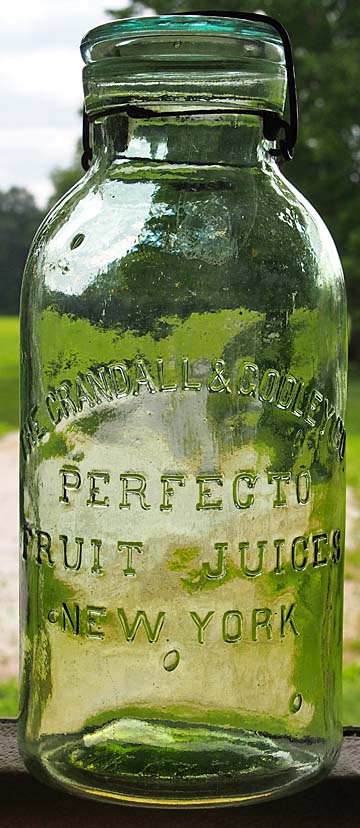 THE CRANDALL & GODLEY CO.
PERFECTO
FRUIT JUICES
NEW YORK